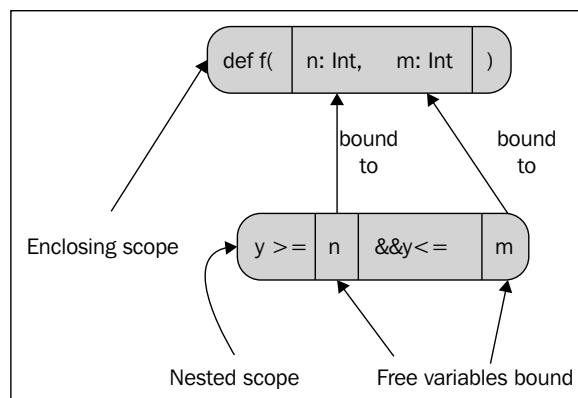 def f( n: Int, m: Int )
bound to
bound to
Enclosing scope
y >= n &&y<= m
Nested scope
Free variables bound